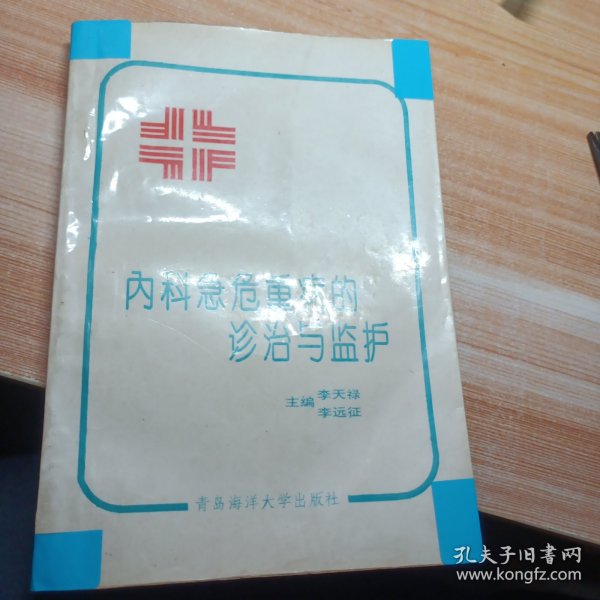 内科急危重症的
诊治与监护
主编 李天禄
李远征
青岛海洋大学出版社
孔夫子旧书网
www.kongfz.com